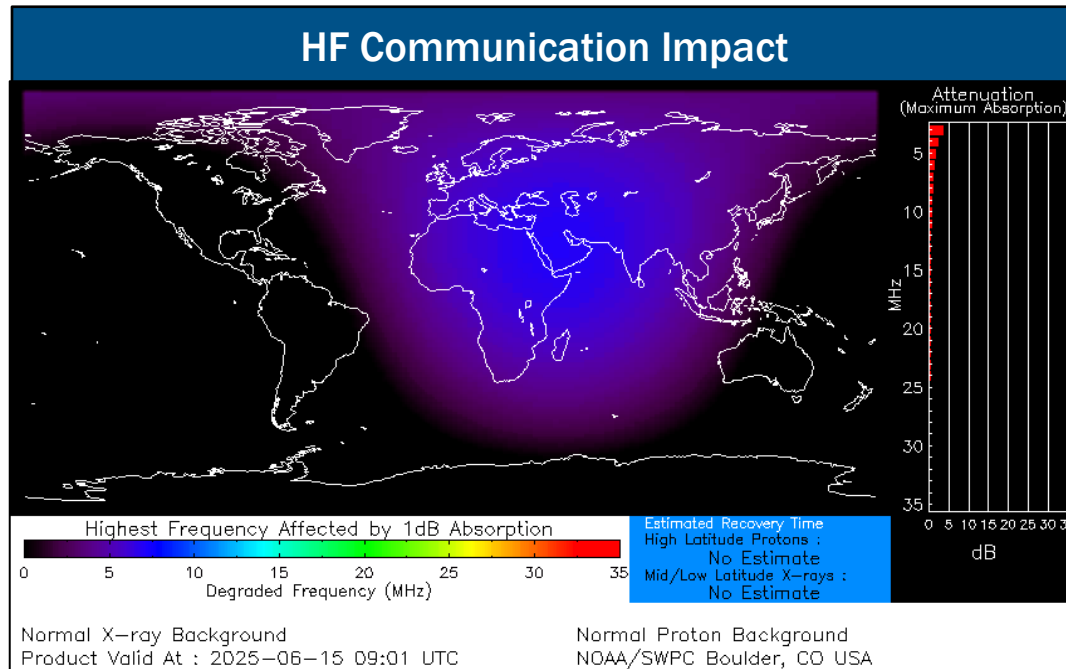 HF Communication Impact
Attenuation
(Maximum Absorption)
5
10
15
20
25
30
35
MHz
0 5 10 15 20 25 30 3
dB
Highest Frequency Affected by 1dB Absorption
0 5 10 15 20 25 30 35
Degraded Frequency (MHz)
Estimated Recovery Time
High Latitude Protons :
No Estimate
Mid/Low Latitude X-rays :
No Estimate
Normal X-ray Background
Product Valid At : 2025-06-15 09:01 UTC
Normal Proton Background
NOAA/SWPC Boulder, CO USA